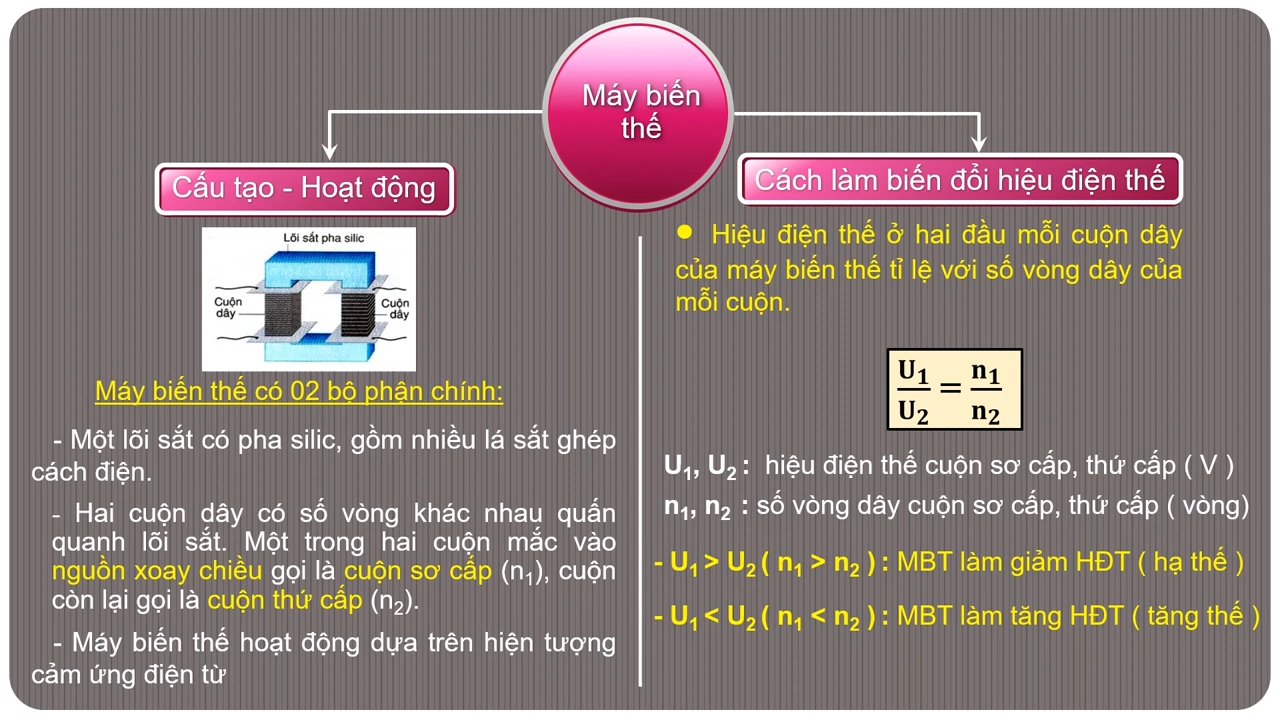 Máy biến
thế
Cấu tạo - Hoạt động
Lõi sắt pha silic
Cuộn
dây
Cuộn
dây
Máy biến thế có 02 bộ phận chính:
- Một lõi sắt có pha silic, gồm nhiều lá sắt ghép
cách điện.
- Hai cuộn dây có số vòng khác nhau quấn
quanh lõi sắt. Một trong hai cuộn mắc vào
nguồn xoay chiều gọi là cuộn sơ cấp (n₁), cuộn
còn lại gọi là cuộn thứ cấp (n₂).
- Máy biến thế hoạt động dựa trên hiện tượng
cảm ứng điện từ
Cách làm biến đổi hiệu điện thế
● Hiệu điện thế ở hai đầu mỗi cuộn dây
của máy biến thế tỉ lệ với số vòng dây của
mỗi cuộn.
U₁/U₂ = n₁/n₂
U₁, U₂ : hiệu điện thế cuộn sơ cấp, thứ cấp ( V )
n₁, n₂ : số vòng dây cuộn sơ cấp, thứ cấp ( vòng)
- U₁ > U₂ ( n₁ > n₂ ) : MBT làm giảm HĐT ( hạ thế )
- U₁ < U₂ ( n₁ < n₂ ) : MBT làm tăng HĐT ( tăng thế )